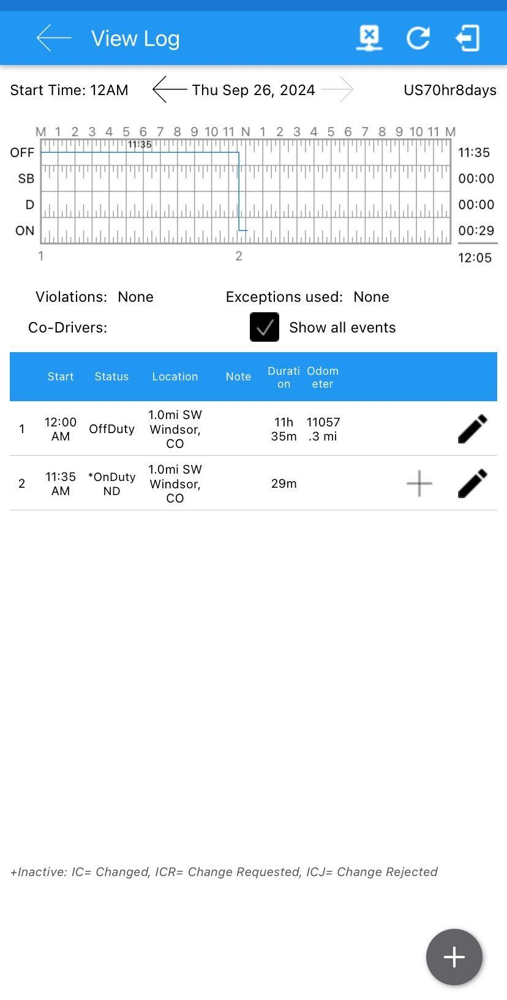 View Log
Start Time: 12AM Thu Sep 26, 2024 US70hr8days
M 1 2 3 4 5 6 7 8 9 10 11 N 1 2 3 4 5 6 7 8 9 10 11 M
11:35
OFF 11:35
SB 00:00
D 00:00
ON 00:29
1 2 12:05
Violations: None Exceptions used: None
Co-Drivers: Show all events
Start Status Location Note Durati Odom
on eter
1.0mi SW
12:00 11h 11057
1 OffDuty Windsor,
AM 35m .3 mi
CO
1.0mi SW
11:35 *OnDuty
2 Windsor, 29m
AM ND
CO
+Inactive: IC= Changed, ICR= Change Requested, ICJ= Change Rejected